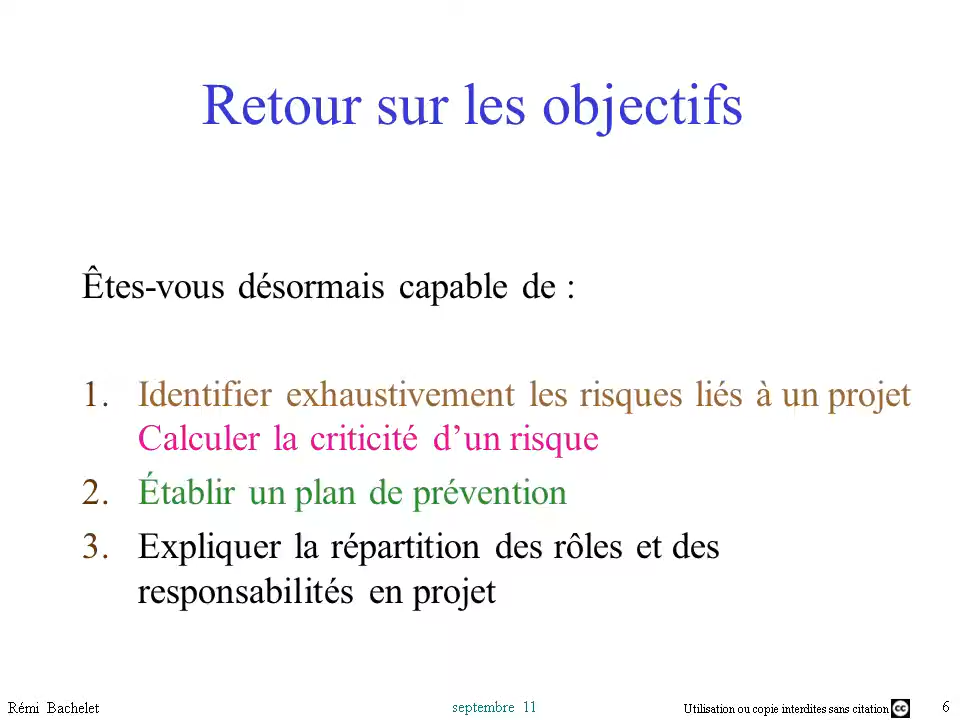 Retour sur les objectifs
Êtes-vous désormais capable de :
1. Identifier exhaustivement les risques liés à un projet
Calculer la criticité d’un risque
2. Établir un plan de prévention
3. Expliquer la répartition des rôles et des
responsabilités en projet
Rémi Bachelet
septembre 11
Utilisation ou copie interdites sans citation
cc
6